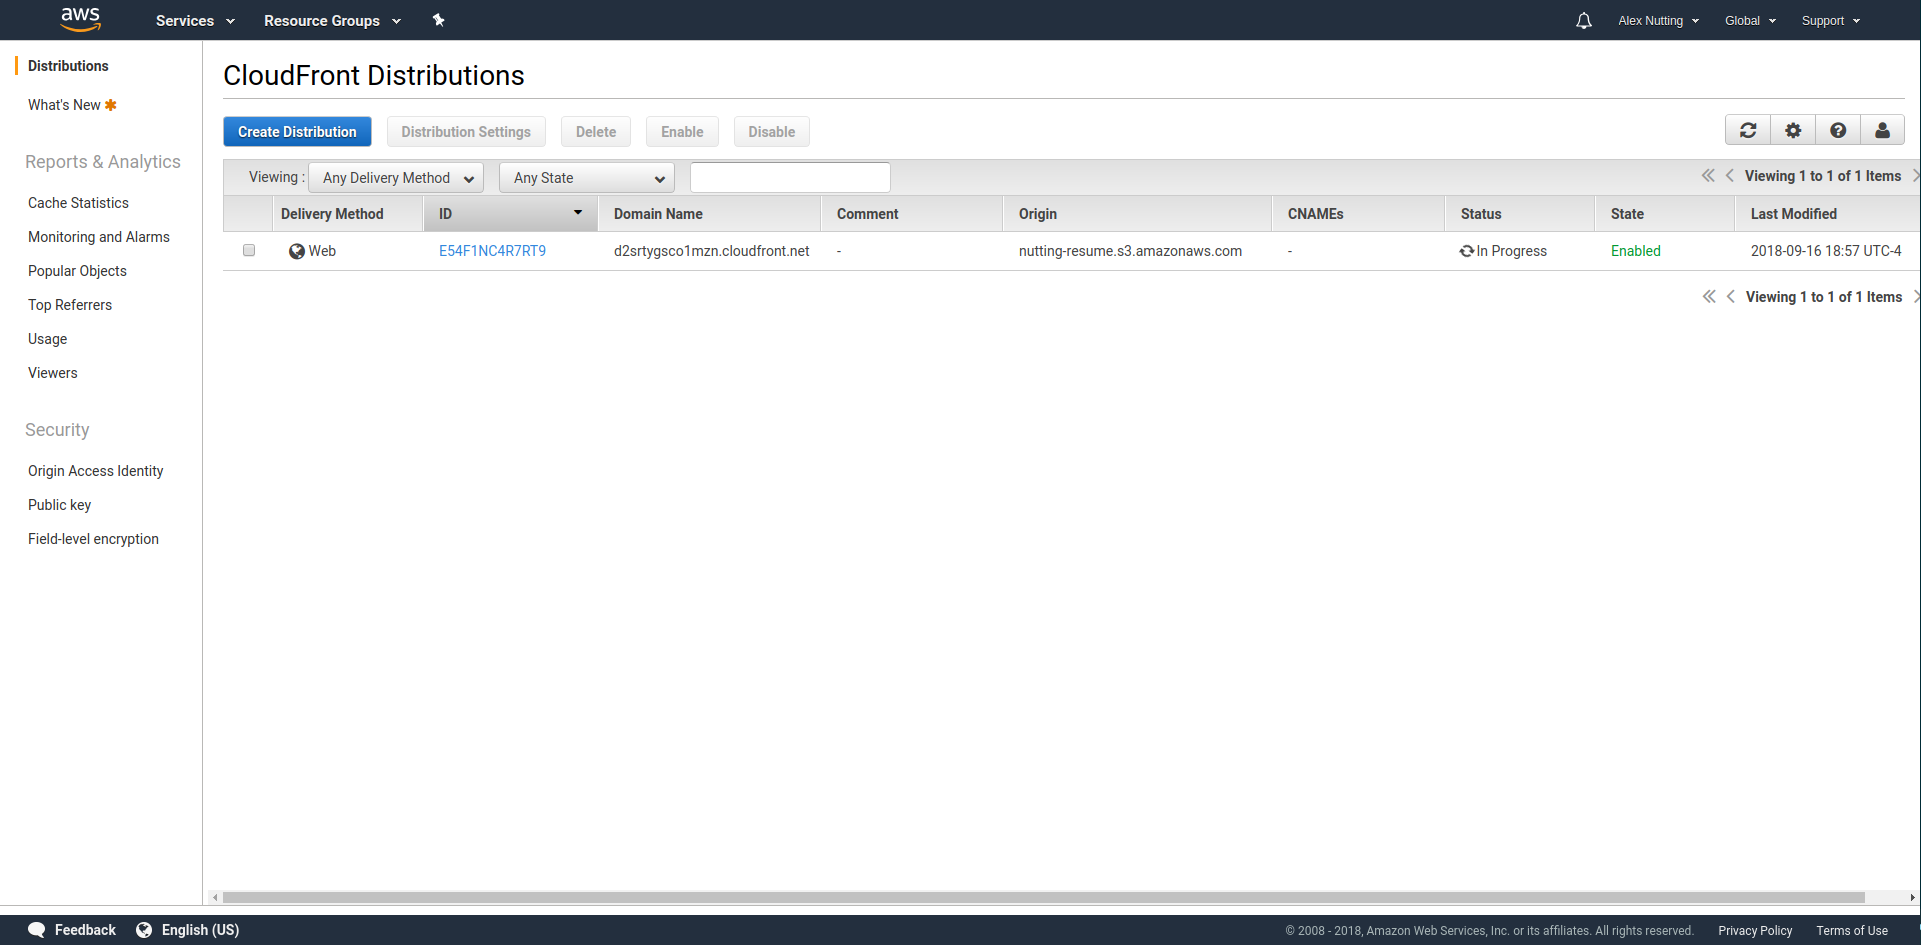 aws Services Resource Groups Alex Nutting Global Support
Distributions
What's New
Reports & Analytics
Cache Statistics
Monitoring and Alarms
Popular Objects
Top Referrers
Usage
Viewers
Security
Origin Access Identity
Public key
Field-level encryption
CloudFront Distributions
Create Distribution Distribution Settings Delete Enable Disable
Viewing : Any Delivery Method Any State Viewing 1 to 1 of 1 Items
Delivery Method ID Domain Name Comment Origin CNAMEs Status State Last Modified
Web E54F1NC4R7RT9 d2srtygsco1mzn.cloudfront.net - nutting-resume.s3.amazonaws.com - In Progress Enabled 2018-09-16 18:57 UTC-4
Viewing 1 to 1 of 1 Items
Feedback English (US) © 2008 - 2018, Amazon Web Services, Inc. or its affiliates. All rights reserved. Privacy Policy Terms of Use